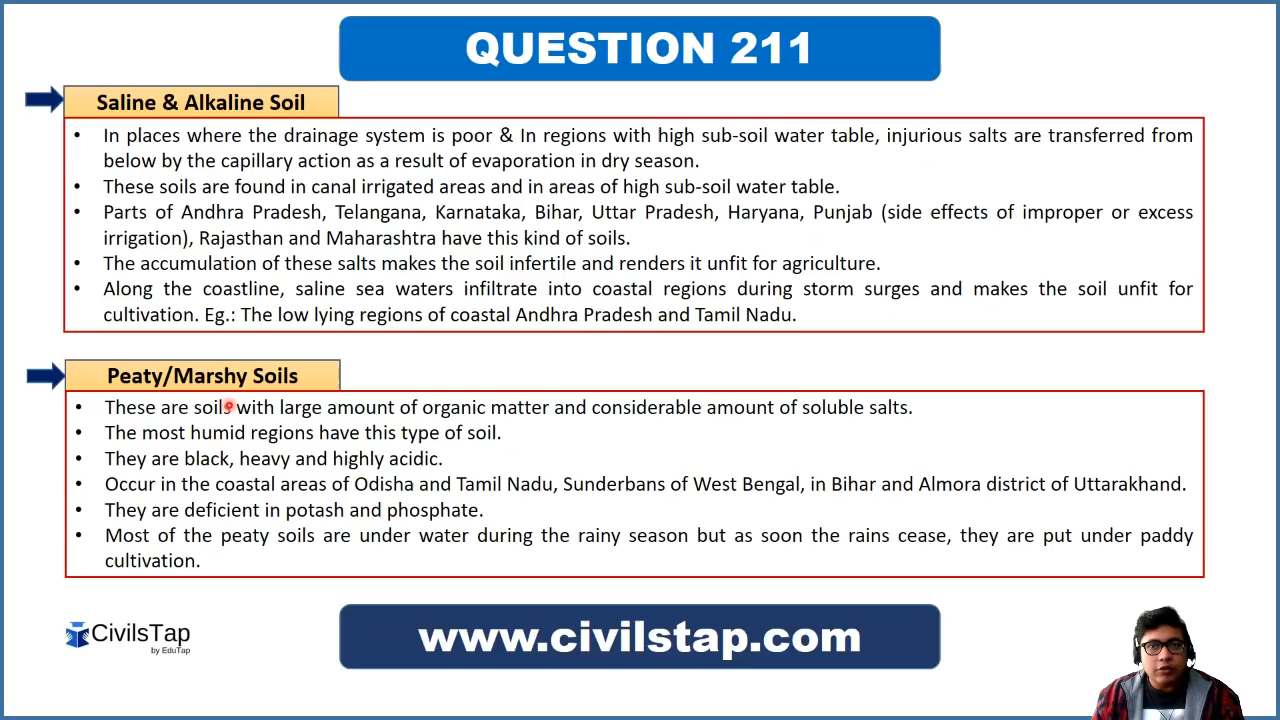 QUESTION 211
Saline & Alkaline Soil
• In places where the drainage system is poor & In regions with high sub-soil water table, injurious salts are transferred from
below by the capillary action as a result of evaporation in dry season.
• These soils are found in canal irrigated areas and in areas of high sub-soil water table.
• Parts of Andhra Pradesh, Telangana, Karnataka, Bihar, Uttar Pradesh, Haryana, Punjab (side effects of improper or excess
irrigation), Rajasthan and Maharashtra have this kind of soils.
• The accumulation of these salts makes the soil infertile and renders it unfit for agriculture.
• Along the coastline, saline sea waters infiltrate into coastal regions during storm surges and makes the soil unfit for
cultivation. Eg.: The low lying regions of coastal Andhra Pradesh and Tamil Nadu.
Peaty/Marshy Soils
• These are soils with large amount of organic matter and considerable amount of soluble salts.
• The most humid regions have this type of soil.
• They are black, heavy and highly acidic.
• Occur in the coastal areas of Odisha and Tamil Nadu, Sunderbans of West Bengal, in Bihar and Almora district of Uttarakhand.
• They are deficient in potash and phosphate.
• Most of the peaty soils are under water during the rainy season but as soon the rains cease, they are put under paddy
cultivation.
CivilsTap
by EduTap
www.civilstap.com